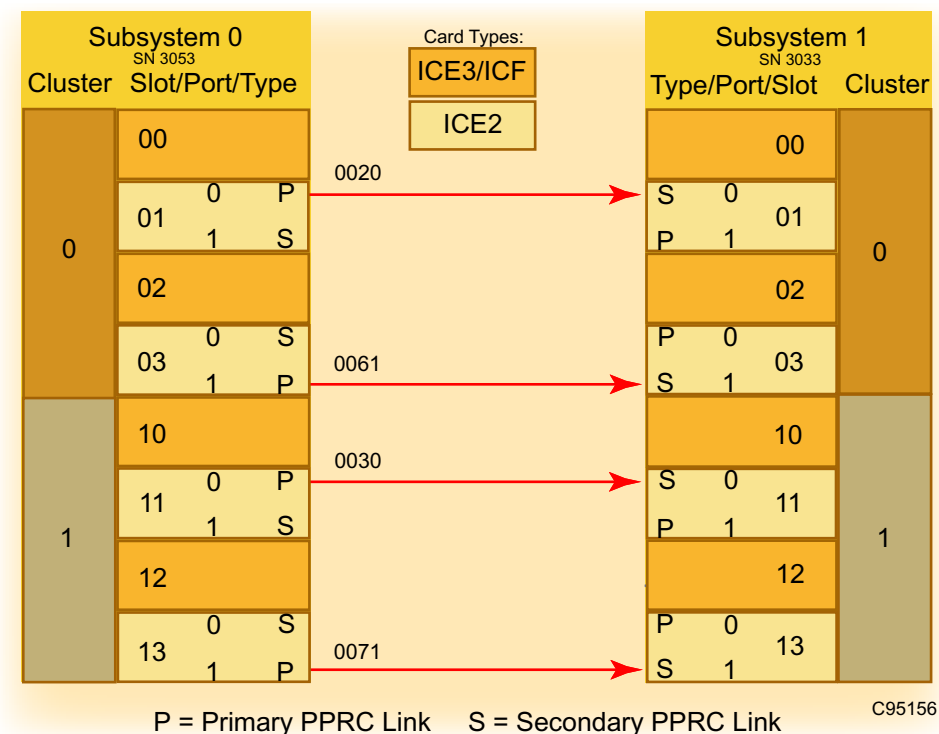 Subsystem 0
SN 3053
Cluster Slot/Port/Type
Card Types:
ICE3/ICF
ICE2
Subsystem 1
SN 3033
Type/Port/Slot Cluster
00
00
0020
01 0 P
1 S
S 0 01
P 1
0
0
02
02
03 0 S
1 P
0061
P 0 03
S 1
10
10
0030
11 0 P
1 S
S 0 11
P 1
1
1
12
12
13 0 S
1 P
0071
P 0 13
S 1
P = Primary PPRC Link S = Secondary PPRC Link
C95156